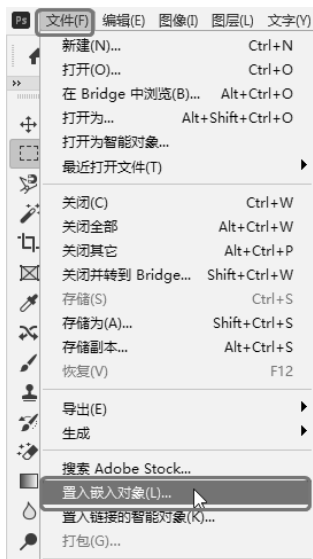 Ps 文件(F) 编辑(E) 图像(I) 图层(L) 文字(Y)
新建(N)... Ctrl+N
打开(O)... Ctrl+O
在 Bridge 中浏览(B)... Alt+Ctrl+O
打开为... Alt+Shift+Ctrl+O
打开为智能对象...
最近打开文件(T)
关闭(C) Ctrl+W
关闭全部 Alt+Ctrl+W
关闭其它 Alt+Ctrl+P
关闭并转到 Bridge... Shift+Ctrl+W
存储(S) Ctrl+S
存储为(A)... Shift+Ctrl+S
存储副本... Alt+Ctrl+S
恢复(V) F12
导出(E)
生成
搜索 Adobe Stock...
置入嵌入对象(L)...
置入链接的智能对象(K)...
打包(G)...